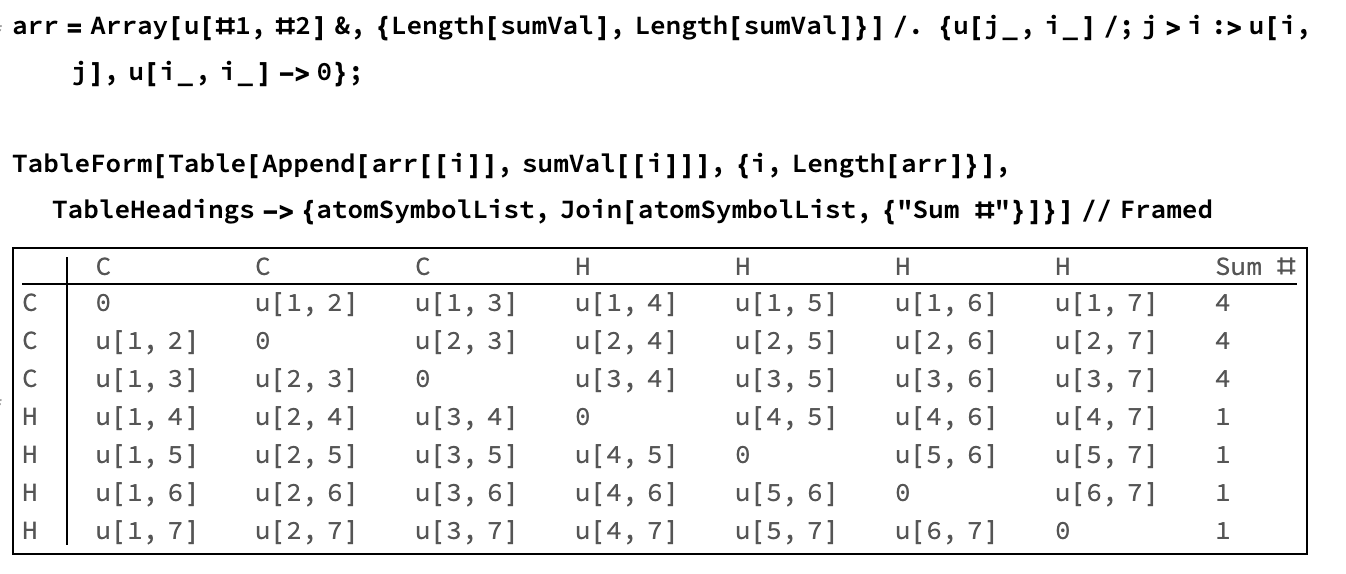 arr = Array[u[#1, #2] &, {Length[sumVal], Length[sumVal]}] /. {u[j_, i_] /; j > i :> u[i,
j], u[i_, i_] -> 0};
TableForm[Table[Append[arr[[i]], sumVal[[i]]], {i, Length[arr]}],
TableHeadings -> {atomSymbolList, Join[atomSymbolList, {"Sum #"}]}] // Framed
C C C H H H H Sum #
C 0 u[1, 2] u[1, 3] u[1, 4] u[1, 5] u[1, 6] u[1, 7] 4
C u[1, 2] 0 u[2, 3] u[2, 4] u[2, 5] u[2, 6] u[2, 7] 4
C u[1, 3] u[2, 3] 0 u[3, 4] u[3, 5] u[3, 6] u[3, 7] 4
H u[1, 4] u[2, 4] u[3, 4] 0 u[4, 5] u[4, 6] u[4, 7] 1
H u[1, 5] u[2, 5] u[3, 5] u[4, 5] 0 u[5, 6] u[5, 7] 1
H u[1, 6] u[2, 6] u[3, 6] u[4, 6] u[5, 6] 0 u[6, 7] 1
H u[1, 7] u[2, 7] u[3, 7] u[4, 7] u[5, 7] u[6, 7] 0 1